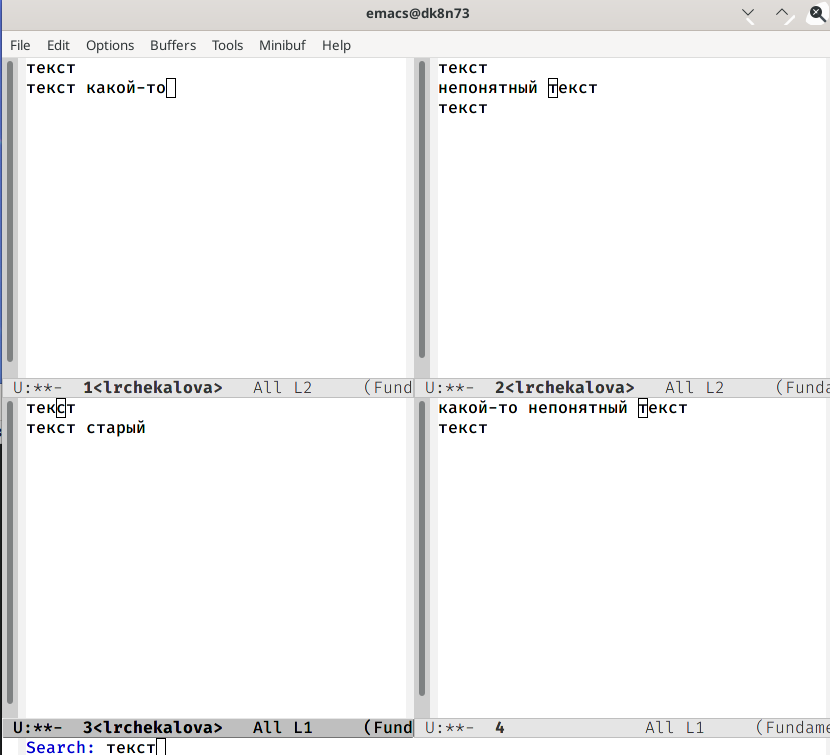 emacs@dk8n73
File Edit Options Buffers Tools Minibuf Help
текст
текст какой-то
U:**- 1<lrchekalova> All L2 (Fund
текст
непонятный текст
текст
U:**- 2<lrchekalova> All L2 (Funda
текст
текст старый
U:**- 3<lrchekalova> All L1 (Fund
какой-то непонятный текст
текст
U:**- 4 All L1 (Fundame
Search: текст